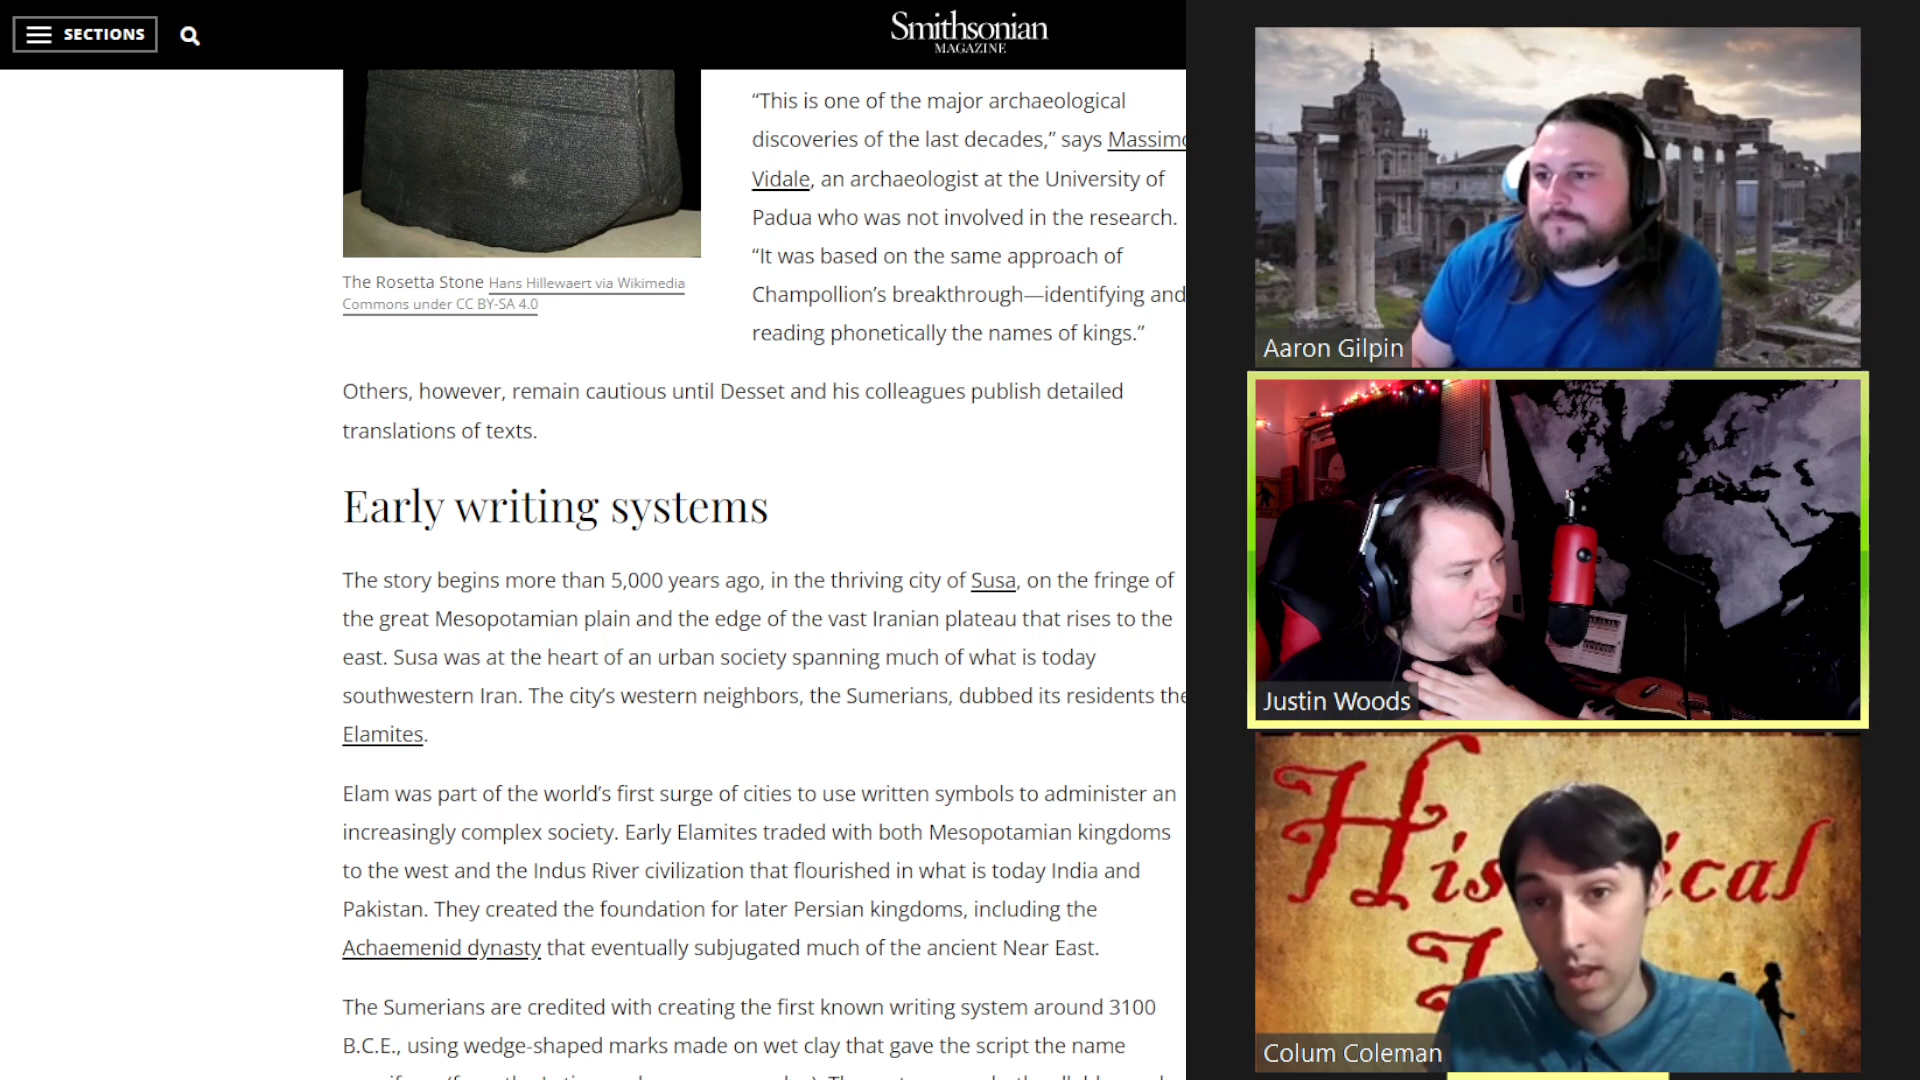 SECTIONS
Smithsonian
MAGAZINE
“This is one of the major archaeological
discoveries of the last decades,” says Massimo
Vidale, an archaeologist at the University of
Padua who was not involved in the research.
“It was based on the same approach of
Champollion’s breakthrough—identifying and
reading phonetically the names of kings.”
The Rosetta Stone Hans Hillewaert via Wikimedia
Commons under CC BY-SA 4.0
Others, however, remain cautious until Desset and his colleagues publish detailed
translations of texts.
Early writing systems
The story begins more than 5,000 years ago, in the thriving city of Susa, on the fringe of
the great Mesopotamian plain and the edge of the vast Iranian plateau that rises to the
east. Susa was at the heart of an urban society spanning much of what is today
southwestern Iran. The city’s western neighbors, the Sumerians, dubbed its residents the
Elamites.
Elam was part of the world’s first surge of cities to use written symbols to administer an
increasingly complex society. Early Elamites traded with both Mesopotamian kingdoms
to the west and the Indus River civilization that flourished in what is today India and
Pakistan. They created the foundation for later Persian kingdoms, including the
Achaemenid dynasty that eventually subjugated much of the ancient Near East.
The Sumerians are credited with creating the first known writing system around 3100
B.C.E., using wedge-shaped marks made on wet clay that gave the script the name
Aaron Gilpin
Justin Woods
Colum Coleman